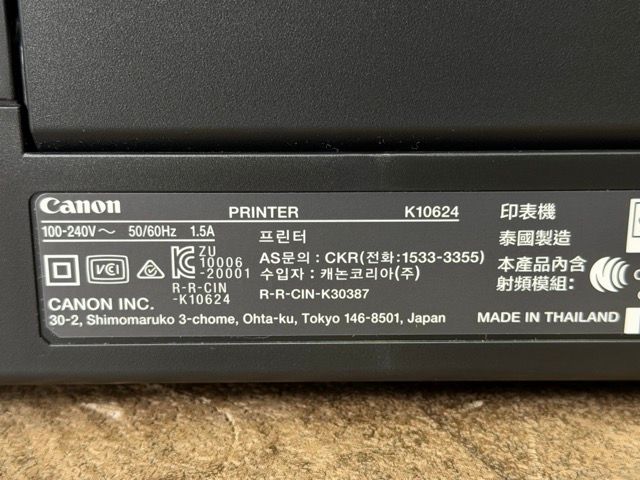 Canon PRINTER K10624 印表機
100-240V～ 50/60Hz 1.5A 프린터 泰國製造
VCI ZU 10006 -20001 AS문의 : CKR(전화:1533-3355) 本產品內含
R-R-CIN -K10624 수입자 : 캐논코리아(주) 射頻模組：
CANON INC. R-R-CIN-K30387
30-2, Shimomaruko 3-chome, Ohta-ku, Tokyo 146-8501, Japan MADE IN THAILAND